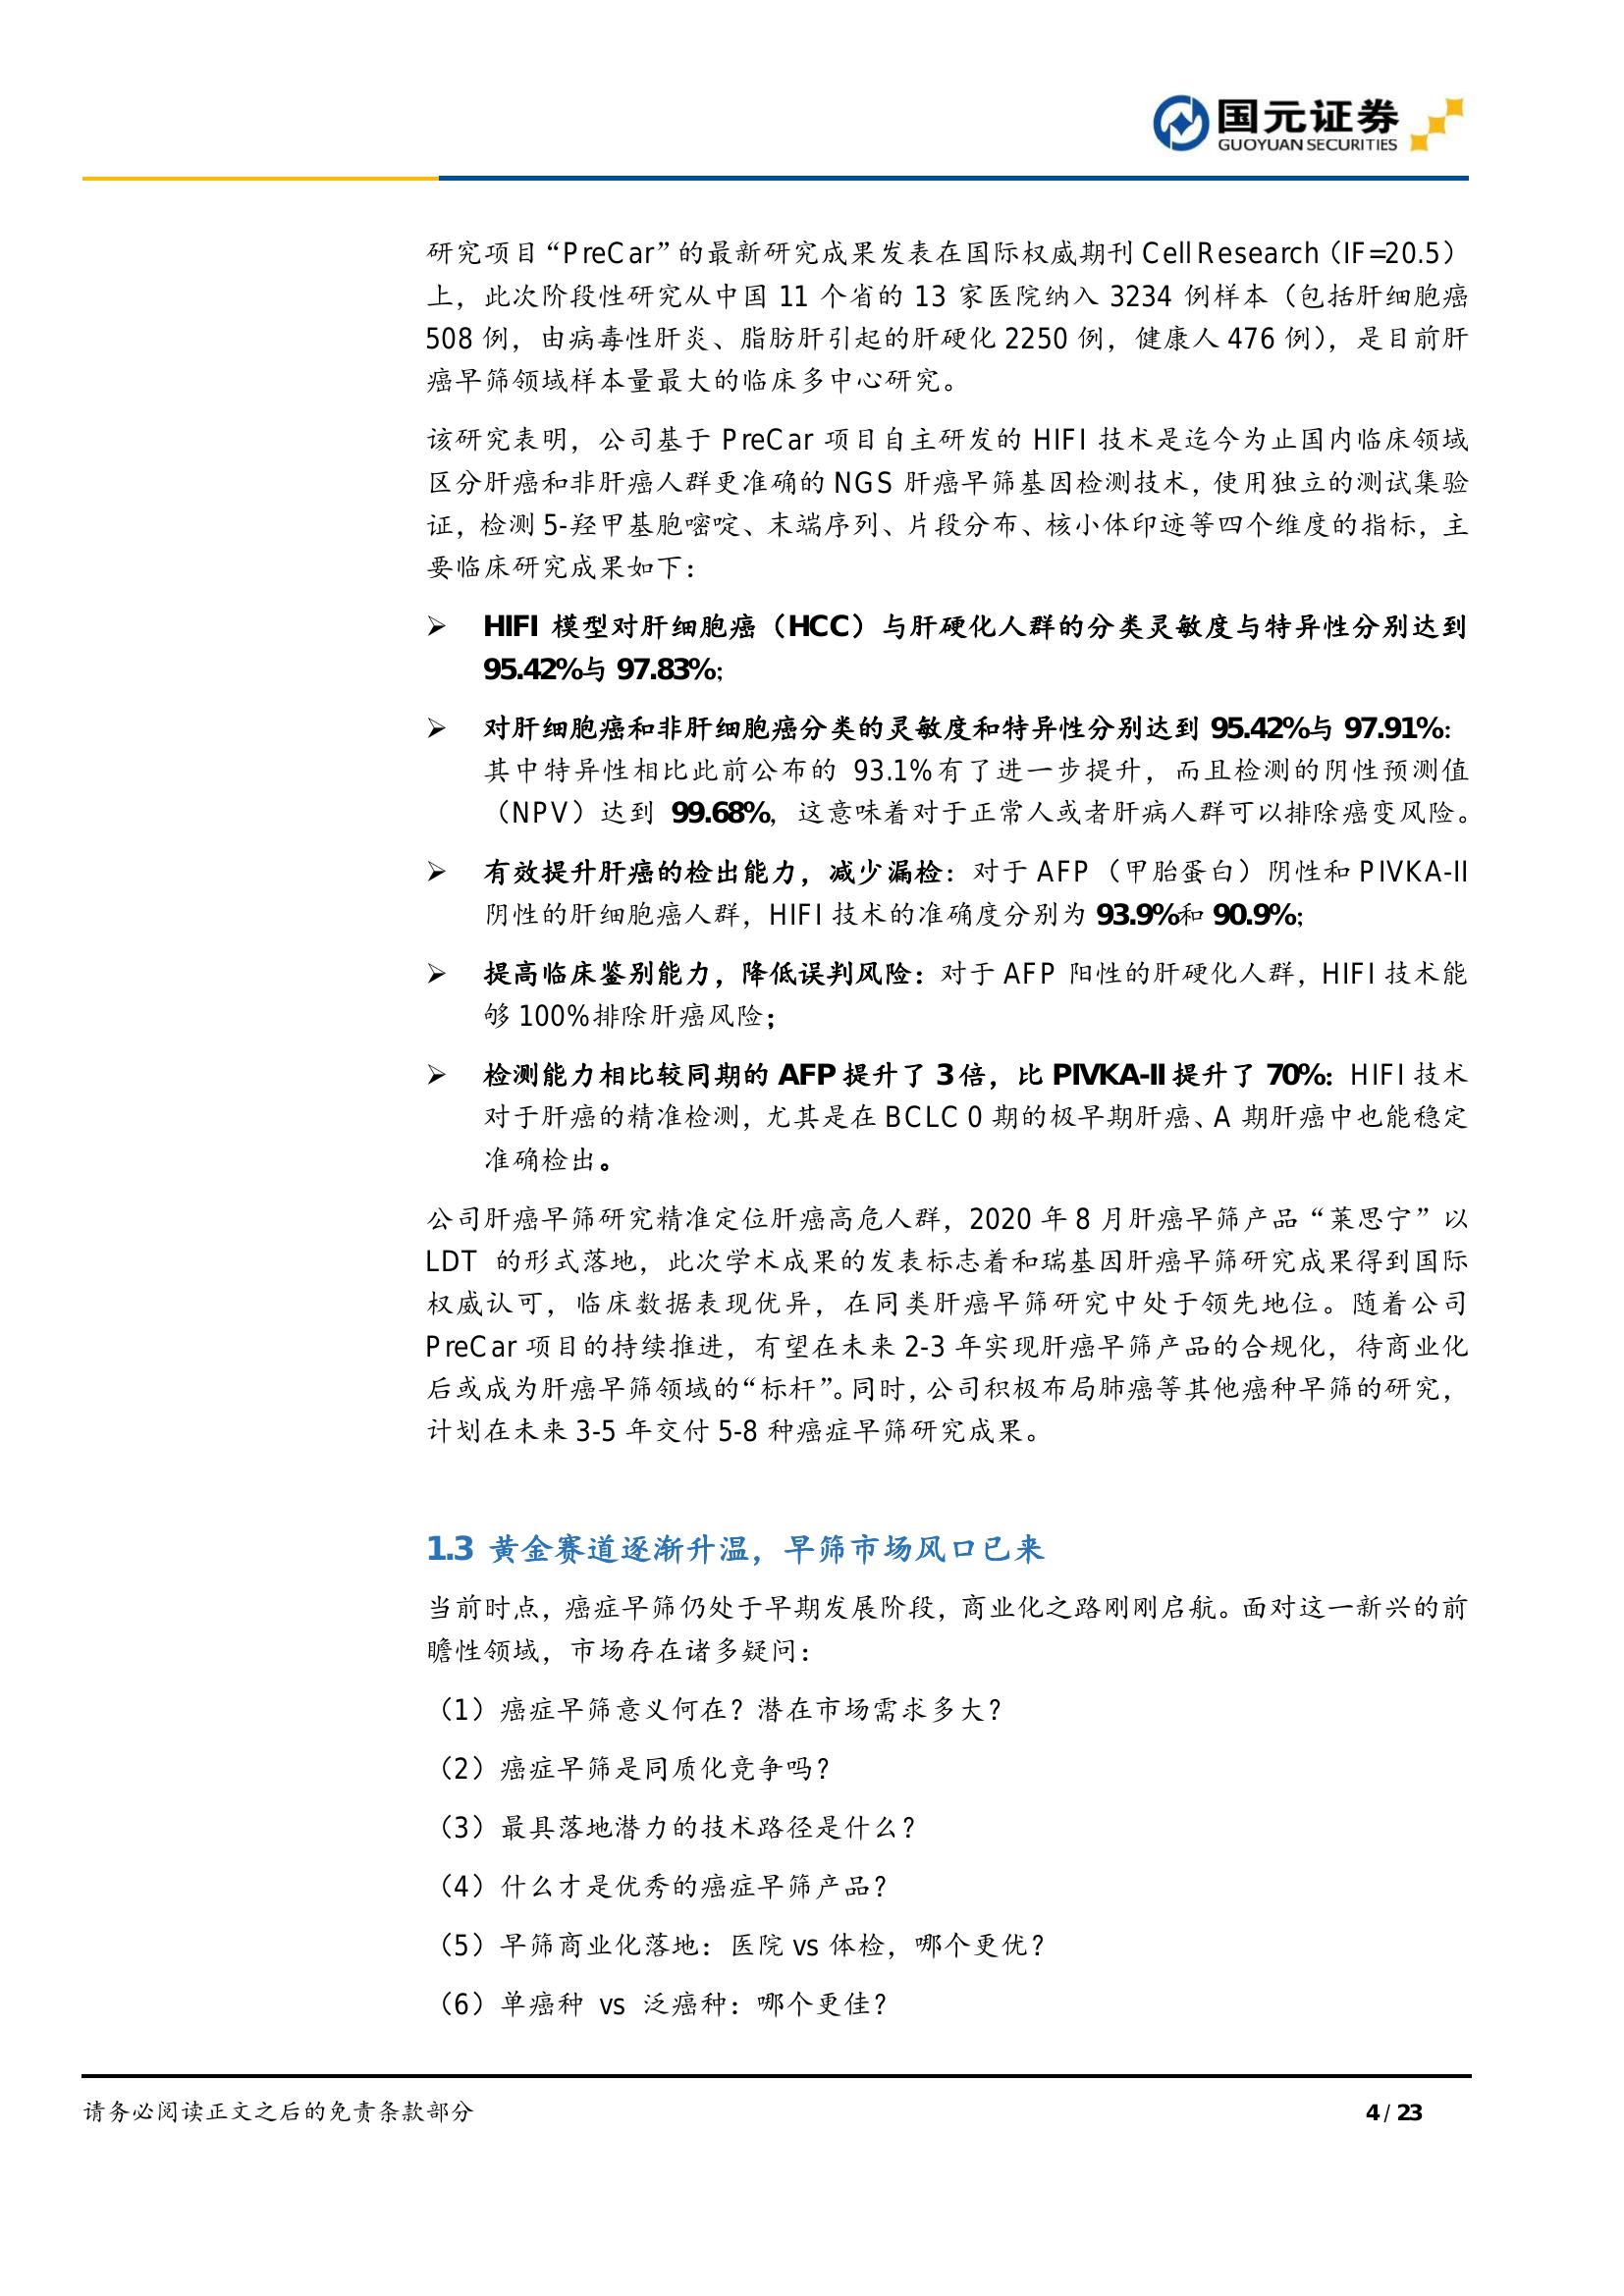 国元证券
GUOYUAN SECURITIES
研究项目“PreCar”的最新研究成果发表在国际权威期刊 Cell Research（IF=20.5）
上，此次阶段性研究从中国 11 个省的 13 家医院纳入 3234 例样本（包括肝细胞癌
508 例，由病毒性肝炎、脂肪肝引起的肝硬化 2250 例，健康人 476 例），是目前肝
癌早筛领域样本量最大的临床多中心研究。
该研究表明，公司基于 PreCar 项目自主研发的 HIFI 技术是迄今为止国内临床领域
区分肝癌和非肝癌人群更准确的 NGS 肝癌早筛基因检测技术，使用独立的测试集验
证，检测 5-羟甲基胞嘧啶、末端序列、片段分布、核小体印迹等四个维度的指标，主
要临床研究成果如下：
➢ HIFI 模型对肝细胞癌（HCC）与肝硬化人群的分类灵敏度与特异性分别达到
95.42%与 97.83%；
➢ 对肝细胞癌和非肝细胞癌分类的灵敏度和特异性分别达到 95.42%与 97.91%：
其中特异性相比此前公布的 93.1%有了进一步提升，而且检测的阴性预测值
（NPV）达到 99.68%，这意味着对于正常人或者肝病人群可以排除癌变风险。
➢ 有效提升肝癌的检出能力，减少漏检：对于 AFP（甲胎蛋白）阴性和 PIVKA-II
阴性的肝细胞癌人群，HIFI 技术的准确度分别为 93.9%和 90.9%；
➢ 提高临床鉴别能力，降低误判风险：对于 AFP 阳性的肝硬化人群，HIFI 技术能
够 100%排除肝癌风险；
➢ 检测能力相比较同期的 AFP 提升了 3 倍，比 PIVKA-II 提升了 70%：HIFI 技术
对于肝癌的精准检测，尤其是在 BCLC 0 期的极早期肝癌、A 期肝癌中也能稳定
准确检出。
公司肝癌早筛研究精准定位肝癌高危人群，2020 年 8 月肝癌早筛产品“莱思宁”以
LDT 的形式落地，此次学术成果的发表标志着和瑞基因肝癌早筛研究成果得到国际
权威认可，临床数据表现优异，在同类肝癌早筛研究中处于领先地位。随着公司
PreCar 项目的持续推进，有望在未来 2-3 年实现肝癌早筛产品的合规化，待商业化
后或成为肝癌早筛领域的“标杆”。同时，公司积极布局肺癌等其他癌种早筛的研究，
计划在未来 3-5 年交付 5-8 种癌症早筛研究成果。
1.3 黄金赛道逐渐升温，早筛市场风口已来
当前时点，癌症早筛仍处于早期发展阶段，商业化之路刚刚启航。面对这一新兴的前
瞻性领域，市场存在诸多疑问：
（1）癌症早筛意义何在？潜在市场需求多大？
（2）癌症早筛是同质化竞争吗？
（3）最具落地潜力的技术路径是什么？
（4）什么才是优秀的癌症早筛产品？
（5）早筛商业化落地：医院 vs 体检，哪个更优？
（6）单癌种 vs 泛癌种：哪个更佳？
请务必阅读正文之后的免责条款部分
4 / 23